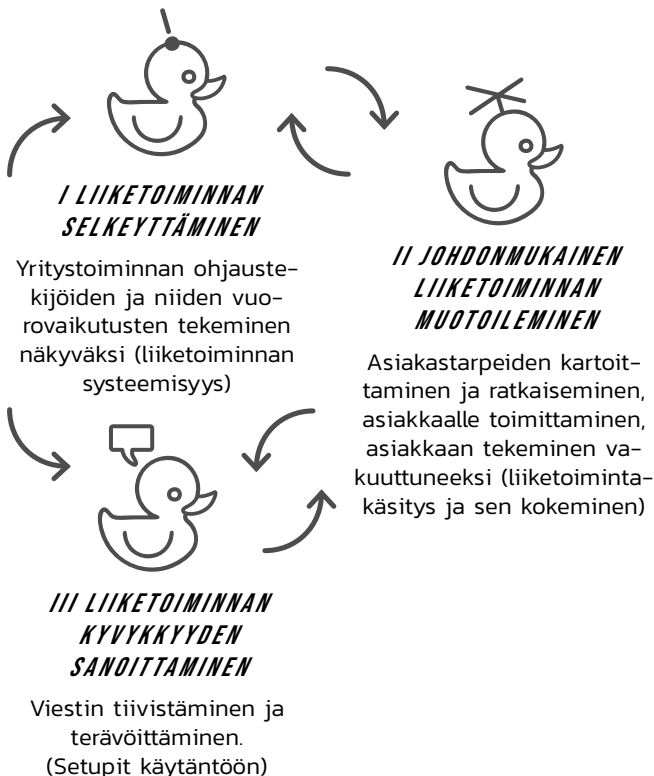 I LIIKETOIMINNAN
SELKEYTTÄMINEN
Yritystoiminnan ohjauste-
kijöiden ja niiden vuo-
rovaikutusten tekeminen
näkyväksi (liiketoiminnan
systeemisyys)
II JOHDONMUKAINEN
LIIKETOIMINNAN
MUOTOILEMINEN
Asiakastarpeiden kartoit-
taminen ja ratkaiseminen,
asiakkaalle toimittaminen,
asiakkaan tekeminen va-
kuuttuneeksi (liiketoiminta-
käsitys ja sen kokeminen)
III LIIKETOIMINNAN
KYVYKKYYDEN
SANOITTAMINEN
Viestin tiivistäminen ja
terävöittäminen.
(Setupit käytäntöön)